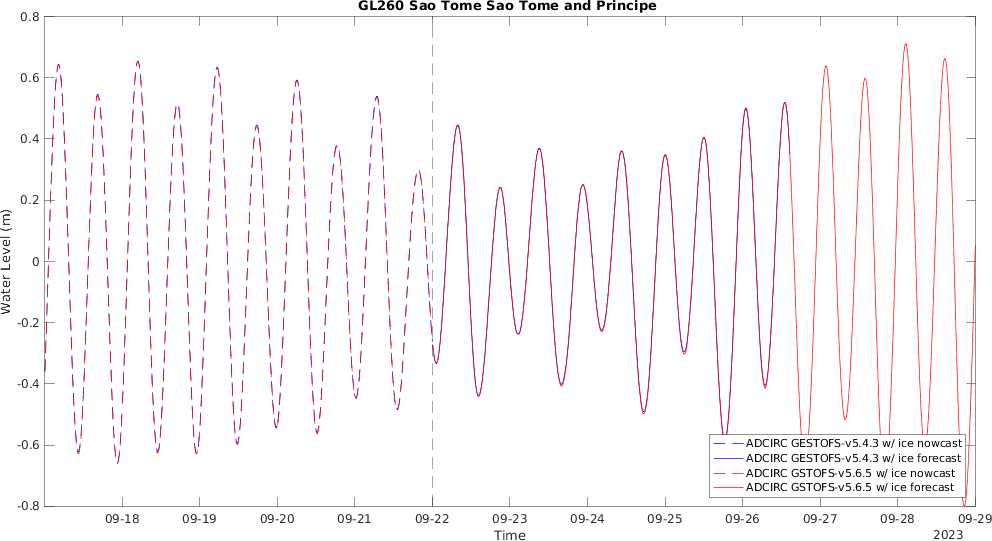 GL260 Sao Tome Sao Tome and Principe
0.8
0.6
0.4
0.2
0
-0.2
-0.4
-0.6
-0.8
Water Level (m)
ADCIRC GESTOFS-v5.4.3 w/ ice nowcast
ADCIRC GESTOFS-v5.4.3 w/ ice forecast
ADCIRC GSTOFS-v5.6.5 w/ ice nowcast
ADCIRC GSTOFS-v5.6.5 w/ ice forecast
09-18 09-19 09-20 09-21 09-22 09-23 09-24 09-25 09-26 09-27 09-28 09-29
Time
2023